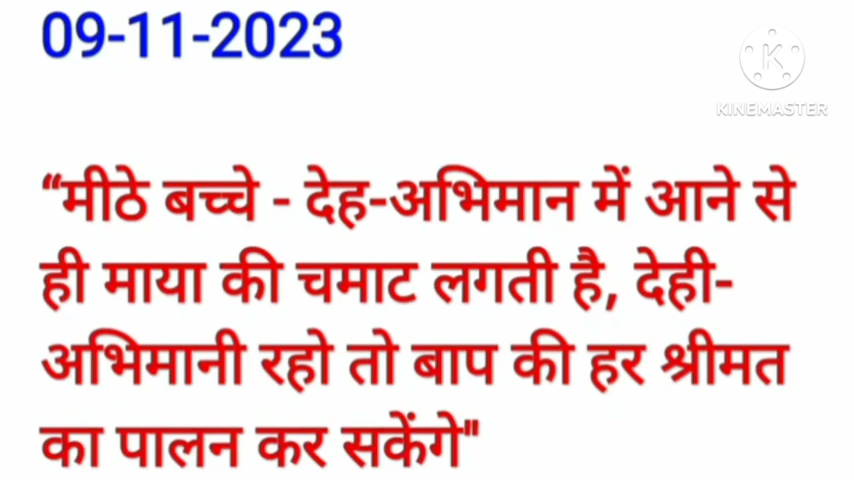 09-11-2023
KINEMASTER
“मीठे बच्चे - देह-अभिमान में आने से
ही माया की चमाट लगती है, देही-
अभिमानी रहो तो बाप की हर श्रीमत
का पालन कर सकेंगे"